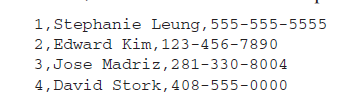 1,Stephanie Leung,555-555-5555
2,Edward Kim,123-456-7890
3,Jose Madriz,281-330-8004
4,David Stork,408-555-0000